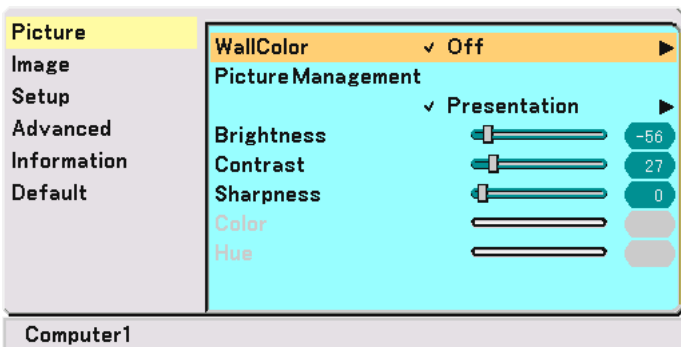 Picture
Image
Setup
Advanced
Information
Default
WallColor ✓ Off ▶
Picture Management
✓ Presentation ▶
Brightness -56
Contrast 27
Sharpness 0
Color
Hue
Computer1